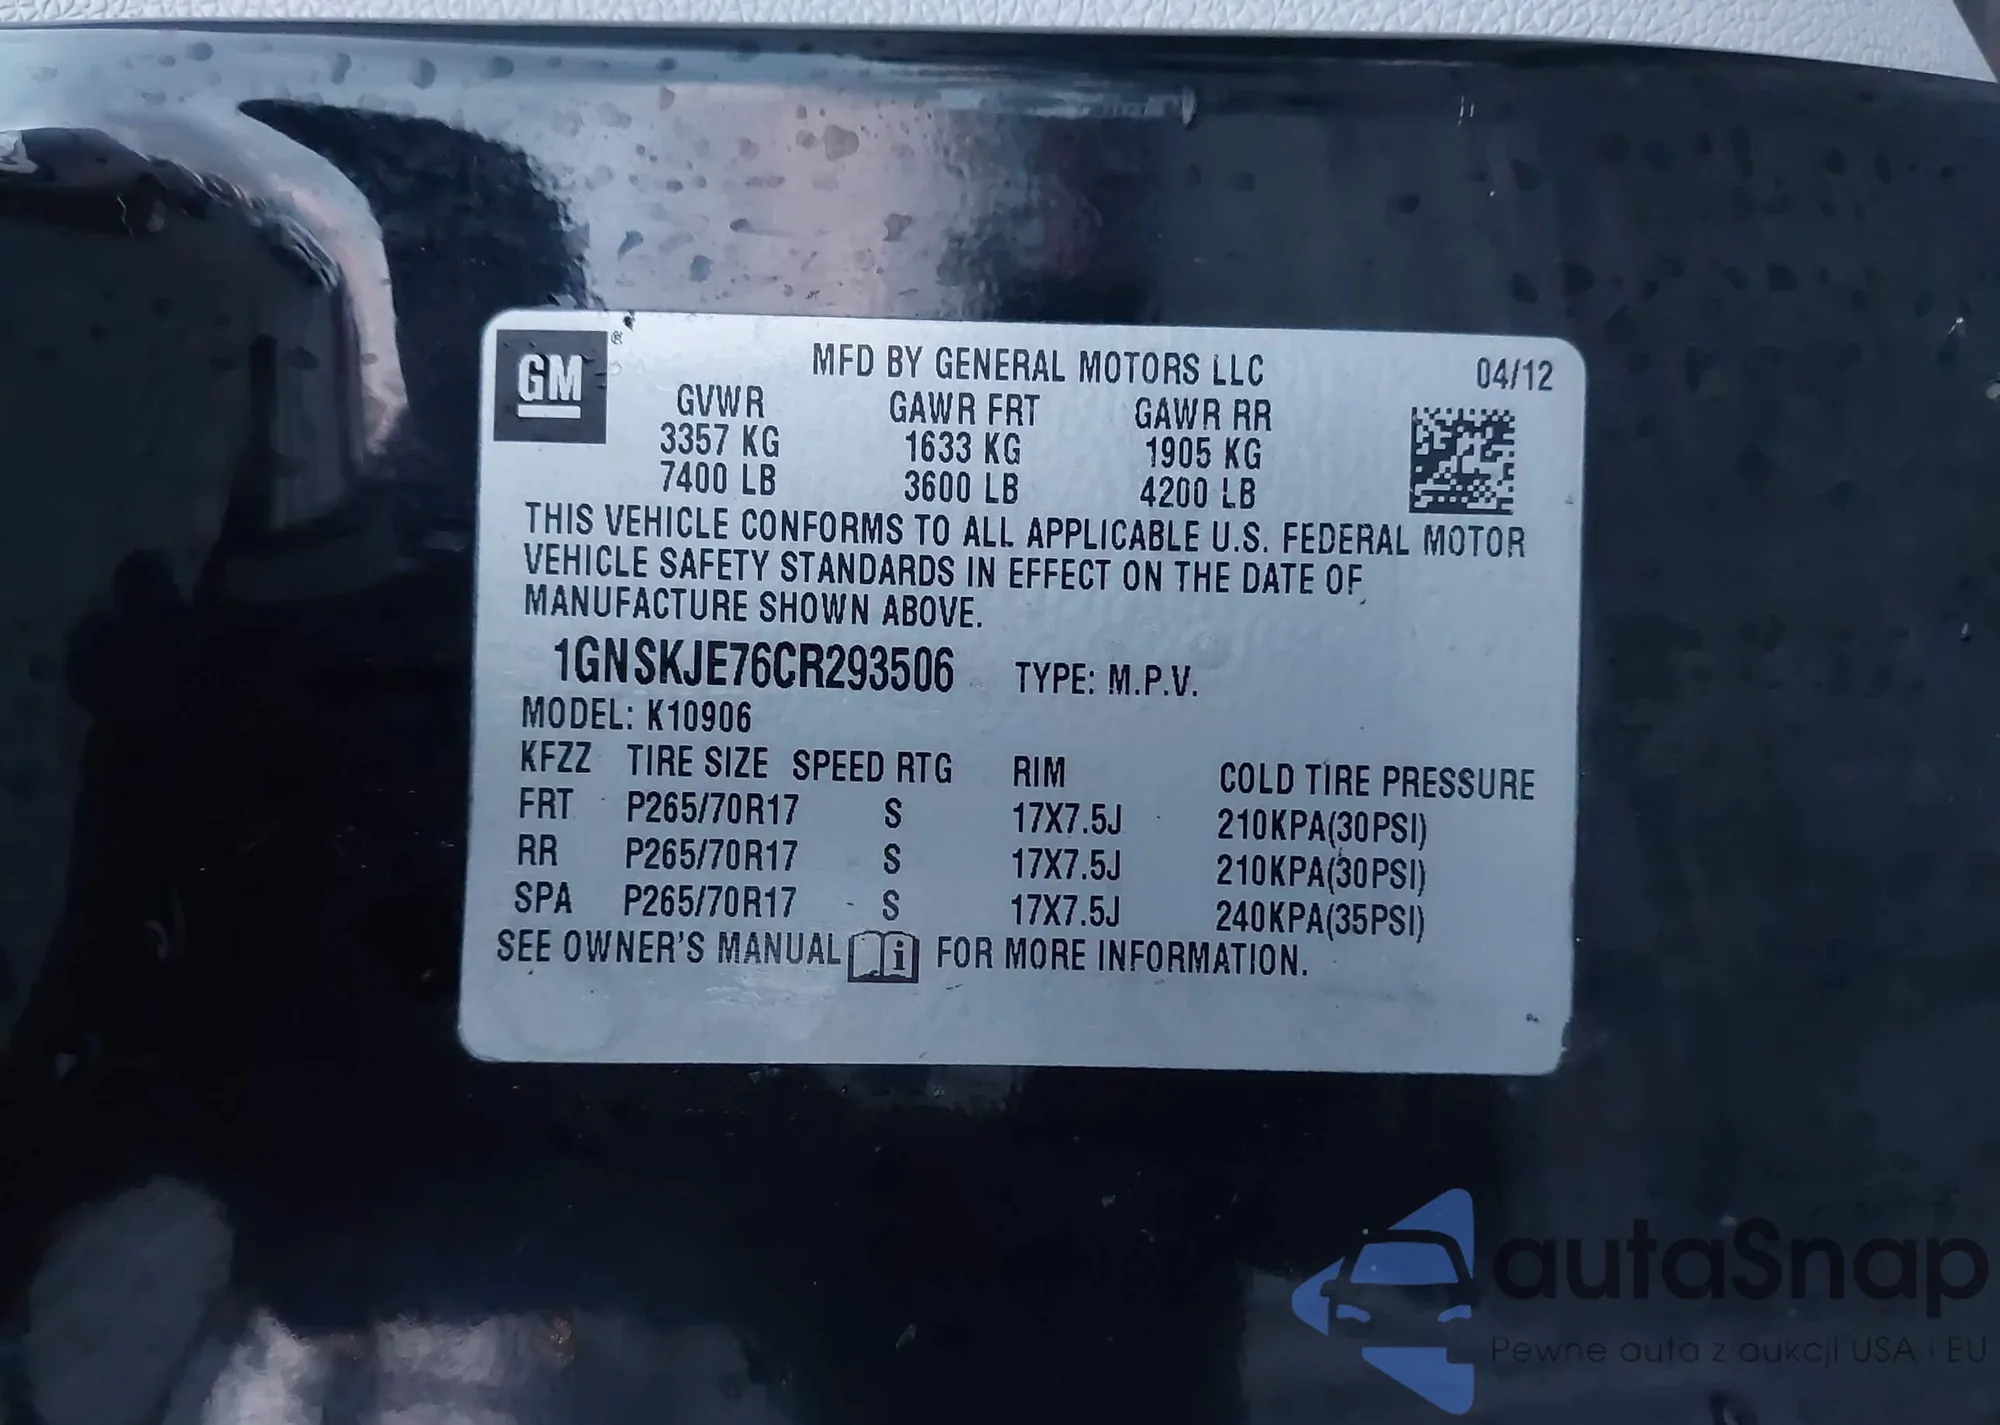 GM ®
MFD BY GENERAL MOTORS LLC 04/12
GVWR GAWR FRT GAWR RR
3357 KG 1633 KG 1905 KG
7400 LB 3600 LB 4200 LB
THIS VEHICLE CONFORMS TO ALL APPLICABLE U.S. FEDERAL MOTOR
VEHICLE SAFETY STANDARDS IN EFFECT ON THE DATE OF
MANUFACTURE SHOWN ABOVE.
1GNSKJE76CR293506 TYPE: M.P.V.
MODEL: K10906
KFZZ TIRE SIZE SPEED RTG RIM COLD TIRE PRESSURE
FRT P265/70R17 S 17X7.5J 210KPA(30PSI)
RR P265/70R17 S 17X7.5J 210KPA(30PSI)
SPA P265/70R17 S 17X7.5J 240KPA(35PSI)
SEE OWNER'S MANUAL i FOR MORE INFORMATION.
autaSnap
Pewne auta z aukcji USA i EU